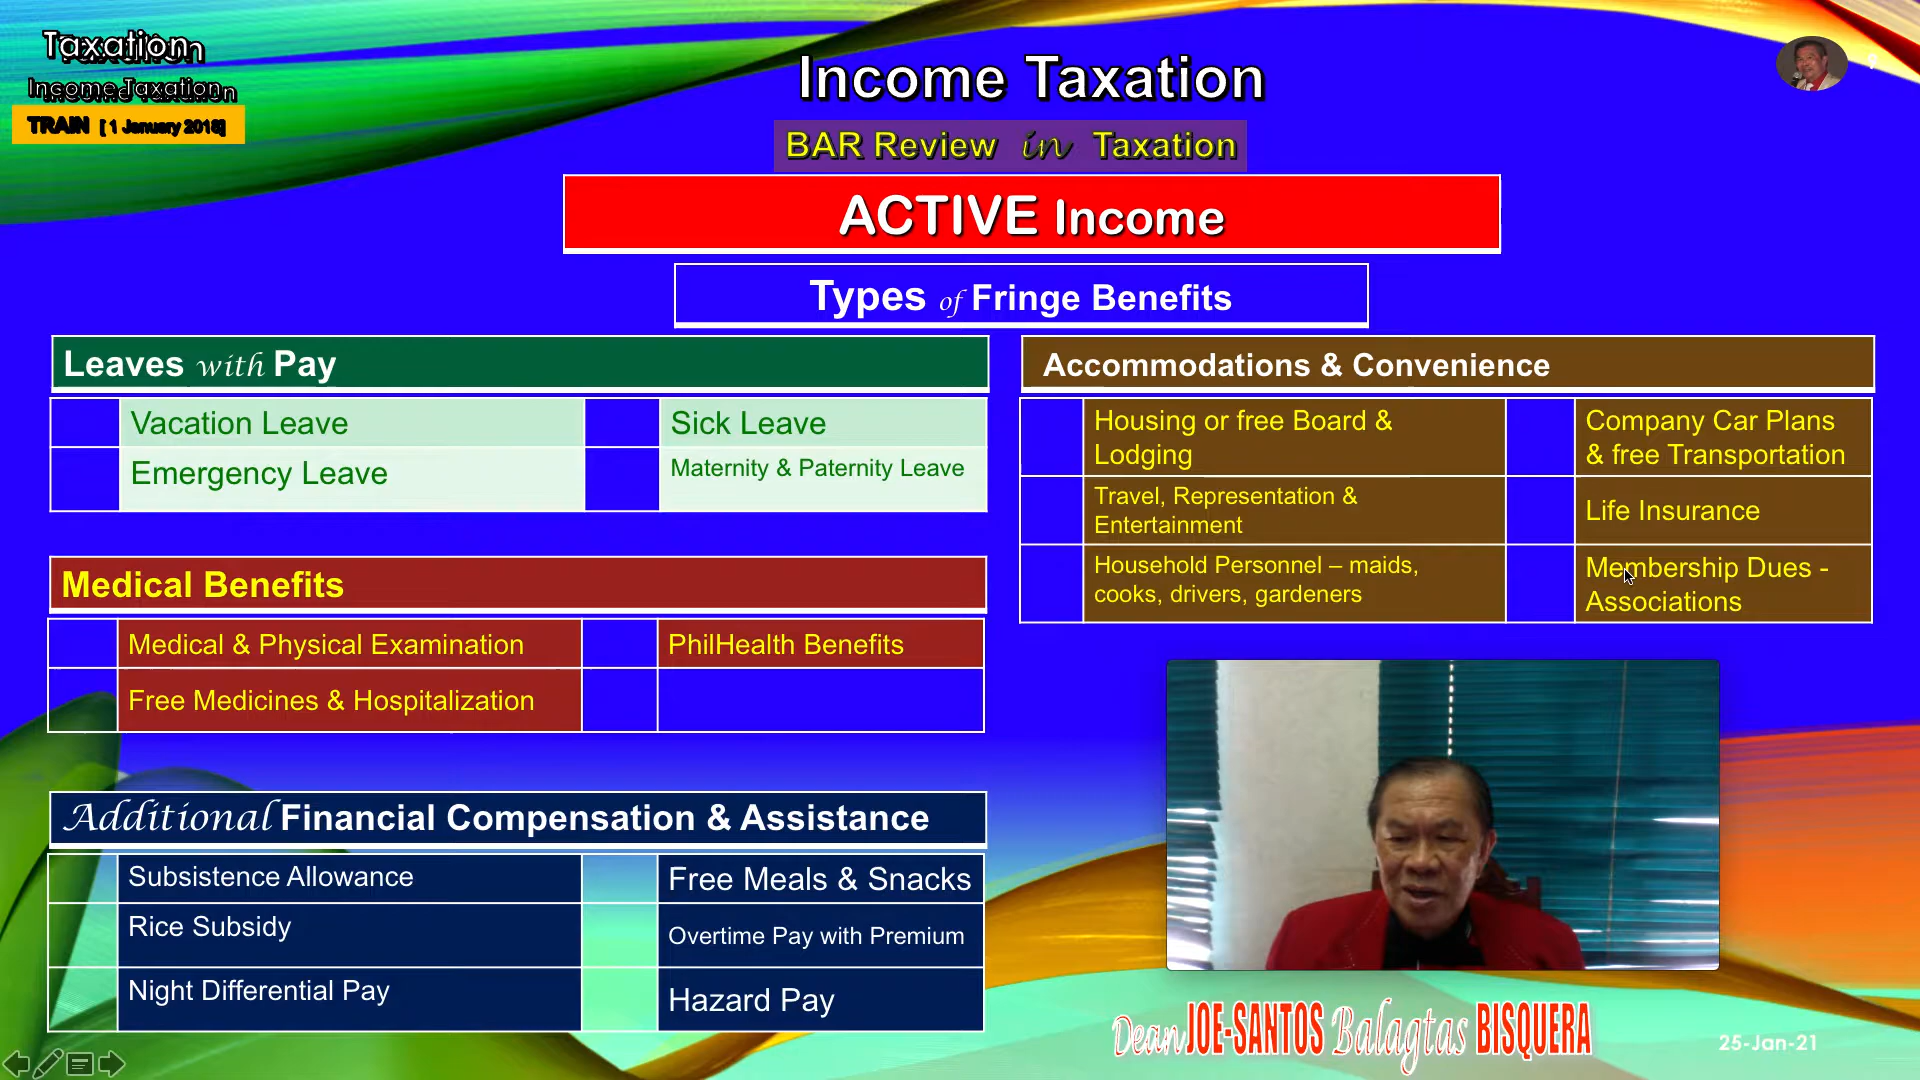 Taxation
Income Taxation
TRAIN [ 1 January 2018]
Income Taxation
BAR Review in Taxation
ACTIVE Income
Types of Fringe Benefits
Leaves with Pay
Vacation Leave
Sick Leave
Emergency Leave
Maternity & Paternity Leave
Medical Benefits
Medical & Physical Examination
PhilHealth Benefits
Free Medicines & Hospitalization
Additional Financial Compensation & Assistance
Subsistence Allowance
Free Meals & Snacks
Rice Subsidy
Overtime Pay with Premium
Night Differential Pay
Hazard Pay
Accommodations & Convenience
Housing or free Board &
Lodging
Company Car Plans
& free Transportation
Travel, Representation &
Entertainment
Life Insurance
Household Personnel – maids,
cooks, drivers, gardeners
Membership Dues -
Associations
Dean JOE-SANTOS Balagtas BISQUERA
25-Jan-21